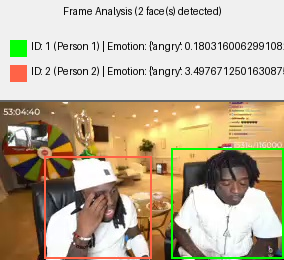 Frame Analysis (2 face(s) detected)
ID: 1 (Person 1) | Emotion: {'angry': 0.180316006299108
ID: 2 (Person 2) | Emotion: {'angry': 3.497671250163087
53:04:40